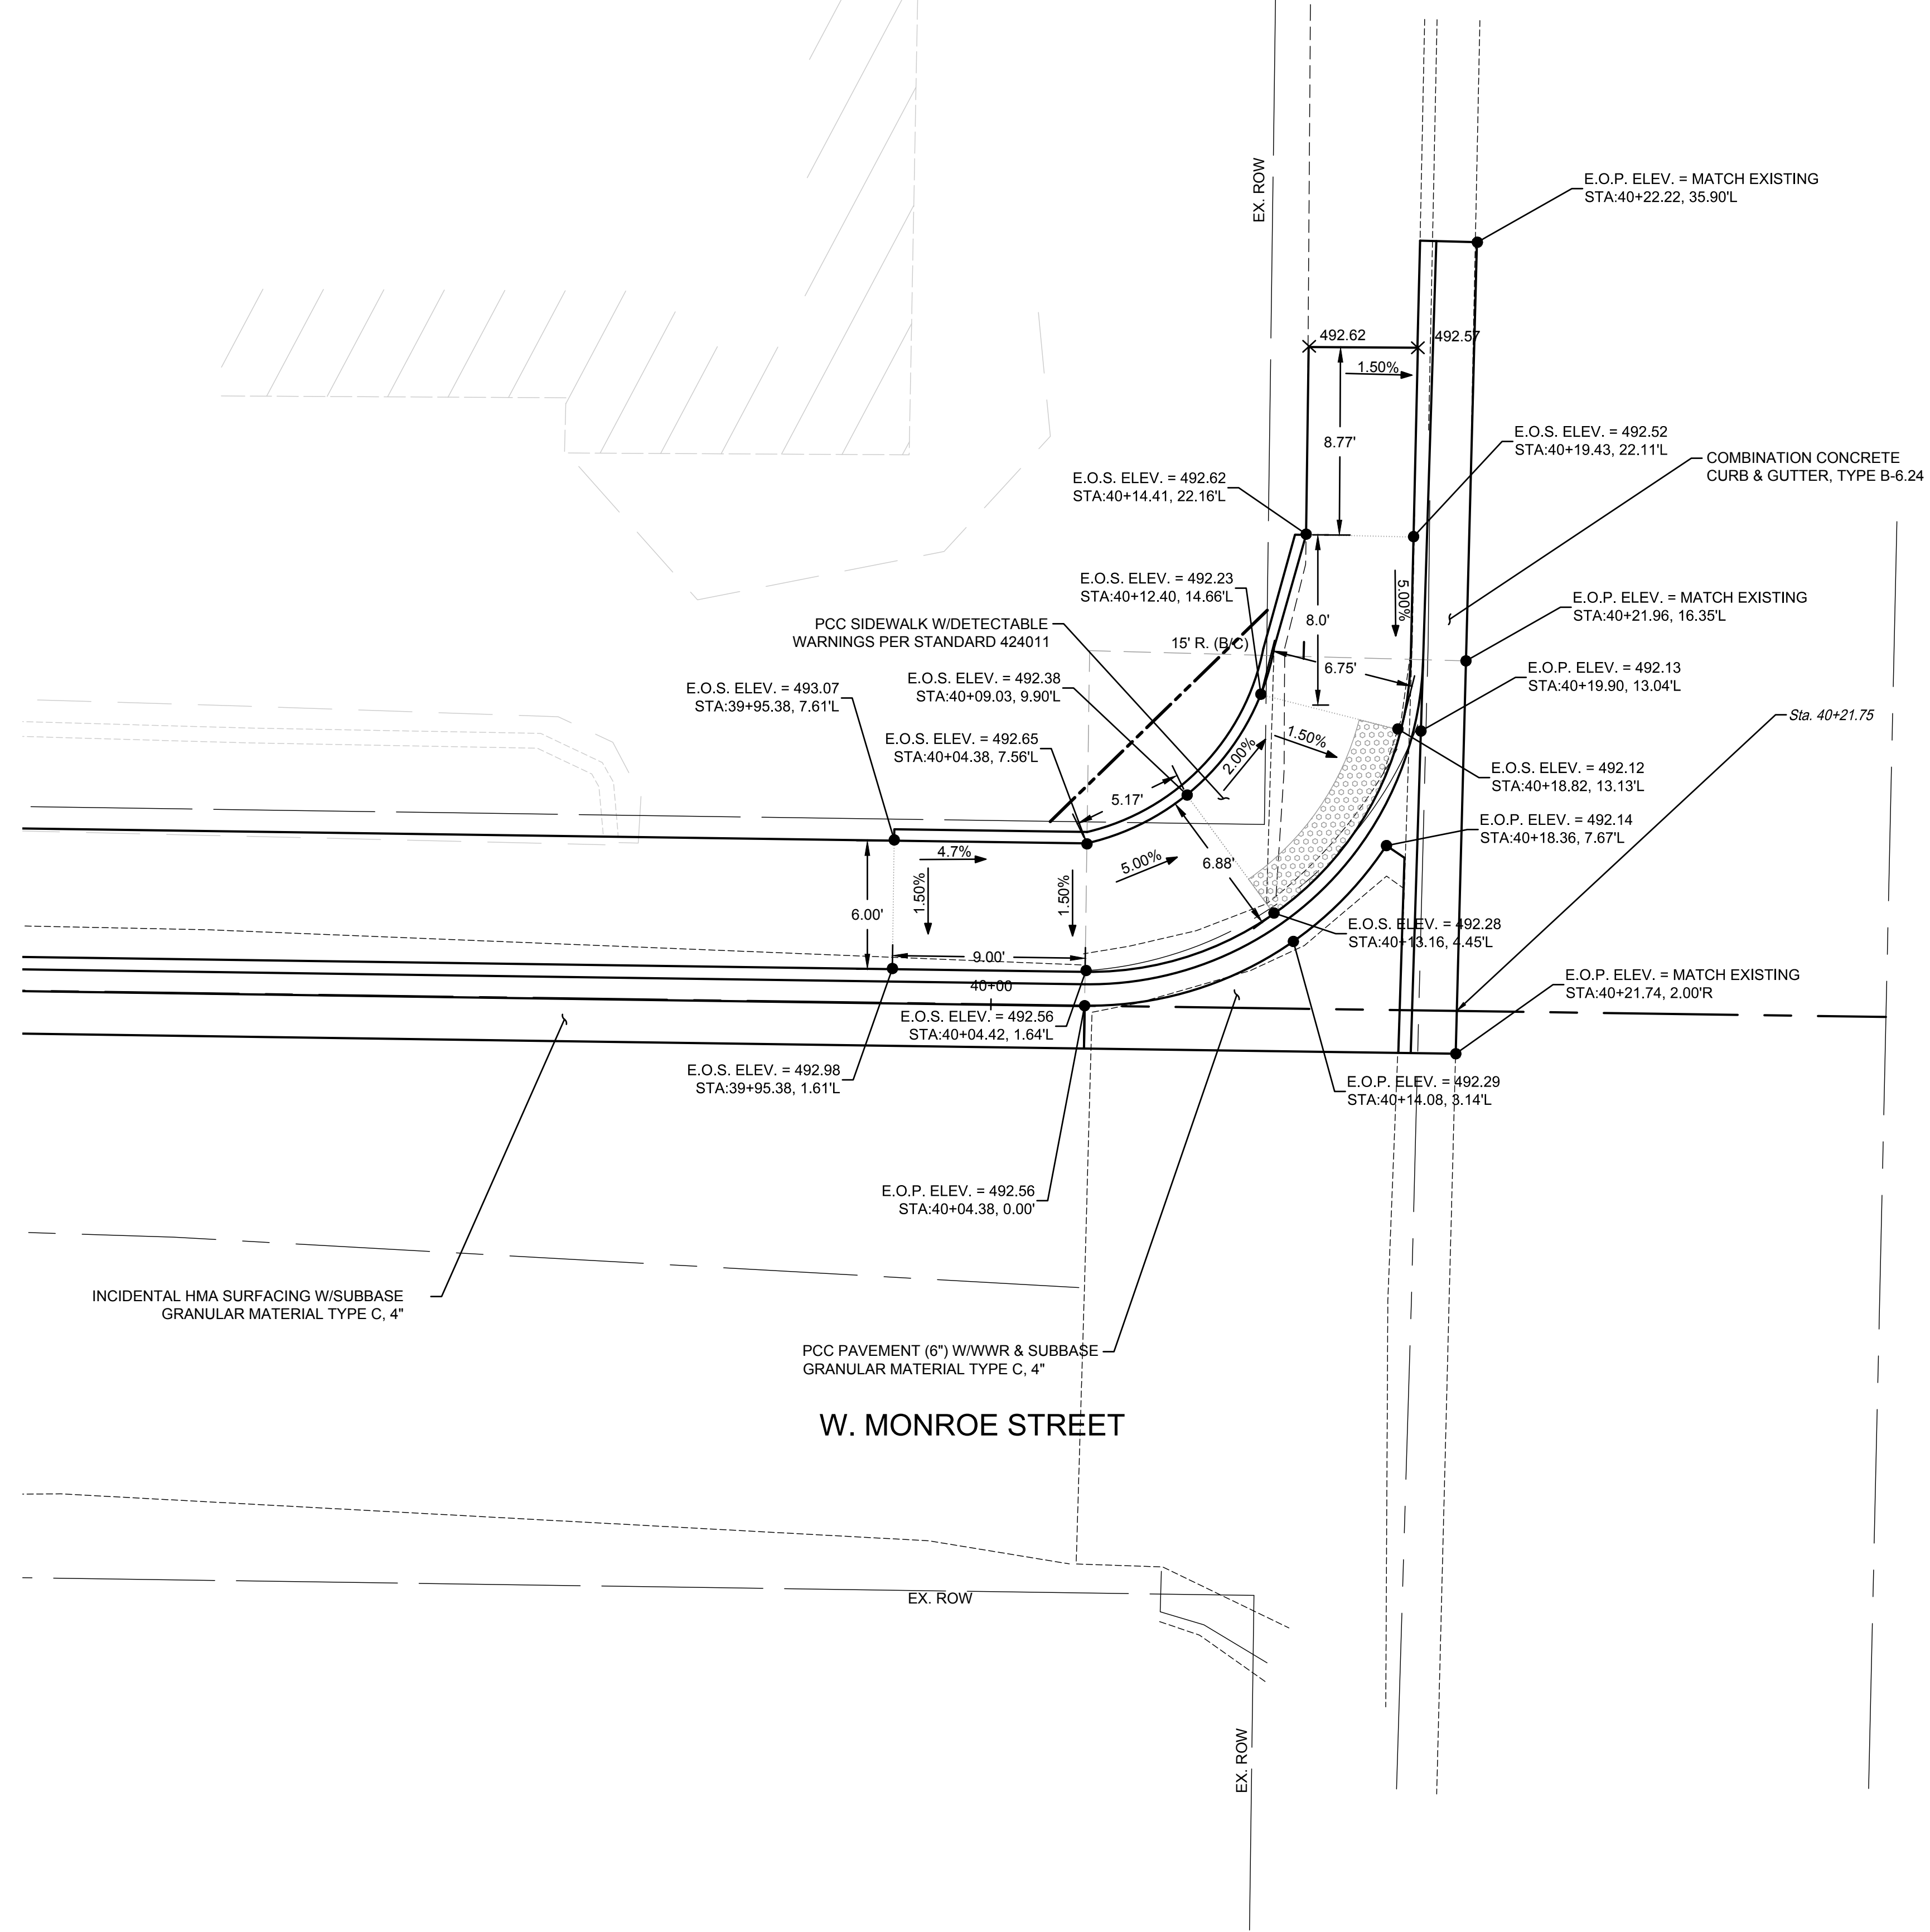 EX. ROW
E.O.P. ELEV. = MATCH EXISTING
STA:40+22.22, 35.90'L
492.62
492.57
1.50%
8.77'
E.O.S. ELEV. = 492.52
STA:40+19.43, 22.11'L
COMBINATION CONCRETE
CURB & GUTTER, TYPE B-6.24
E.O.S. ELEV. = 492.62
STA:40+14.41, 22.16'L
E.O.S. ELEV. = 492.23
STA:40+12.40, 14.66'L
5.00%
8.0'
E.O.P. ELEV. = MATCH EXISTING
STA:40+21.96, 16.35'L
PCC SIDEWALK W/DETECTABLE
WARNINGS PER STANDARD 424011
15' R. (B/C)
6.75'
E.O.S. ELEV. = 492.38
STA:40+09.03, 9.90'L
E.O.P. ELEV. = 492.13
STA:40+19.90, 13.04'L
E.O.S. ELEV. = 493.07
STA:39+95.38, 7.61'L
Sta. 40+21.75
E.O.S. ELEV. = 492.65
STA:40+04.38, 7.56'L
2.00%
1.50%
E.O.S. ELEV. = 492.12
STA:40+18.82, 13.13'L
5.17'
E.O.P. ELEV. = 492.14
STA:40+18.36, 7.67'L
4.7%
5.00%
6.88'
1.50%
1.50%
6.00'
E.O.S. ELEV. = 492.28
STA:40+13.16, 4.45'L
9.00'
40+00
E.O.P. ELEV. = MATCH EXISTING
STA:40+21.74, 2.00'R
E.O.S. ELEV. = 492.56
STA:40+04.42, 1.64'L
E.O.S. ELEV. = 492.98
STA:39+95.38, 1.61'L
E.O.P. ELEV. = 492.29
STA:40+14.08, 3.14'L
E.O.P. ELEV. = 492.56
STA:40+04.38, 0.00'
INCIDENTAL HMA SURFACING W/SUBBASE
GRANULAR MATERIAL TYPE C, 4"
PCC PAVEMENT (6") W/WWR & SUBBASE
GRANULAR MATERIAL TYPE C, 4"
W. MONROE STREET
EX. ROW
EX. ROW